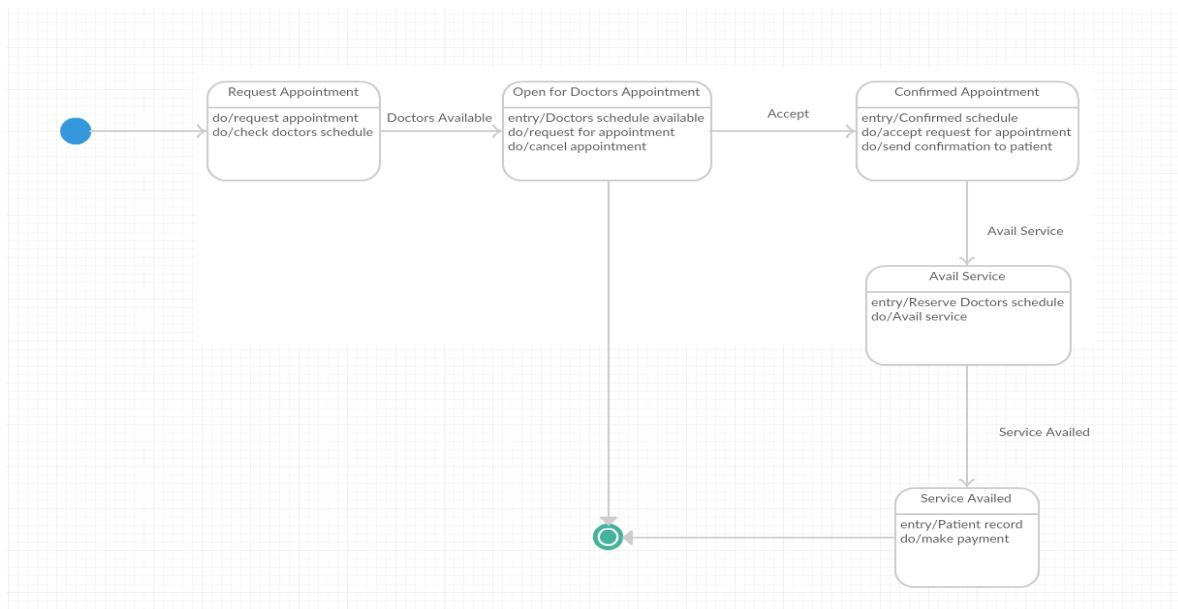 Request Appointment
do/request appointment
do/check doctors schedule
Doctors Available
Open for Doctors Appointment
entry/Doctors schedule available
do/request for appointment
do/cancel appointment
Accept
Confirmed Appointment
entry/Confirmed schedule
do/accept request for appointment
do/send confirmation to patient
Avail Service
Avail Service
entry/Reserve Doctors schedule
do/Avail service
Service Availed
Service Availed
entry/Patient record
do/make payment